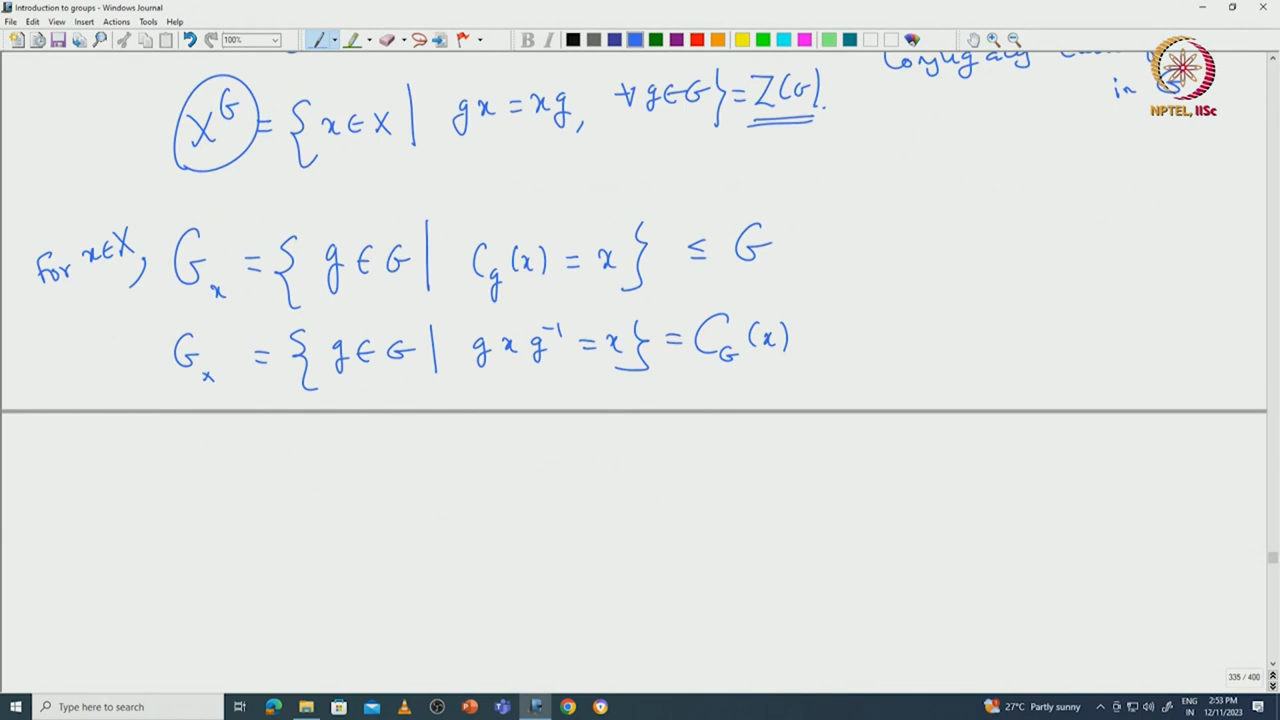 Introduction to groups - Windows Journal
File Edit View Insert Actions Tools Help
100%
Conjugacy
in G
NPTEL, IISc
X^G = { x ∈ X | gx = xg, ∀ g ∈ G } = Z(G).
For x ∈ X, G_x = { g ∈ G | C_g(x) = x } ≤ G
G_x = { g ∈ G | g x g^{-1} = x } = C_G(x)
335 / 400
Type here to search
27°C Partly sunny
ENG
IN
2:53 PM
12/11/2023